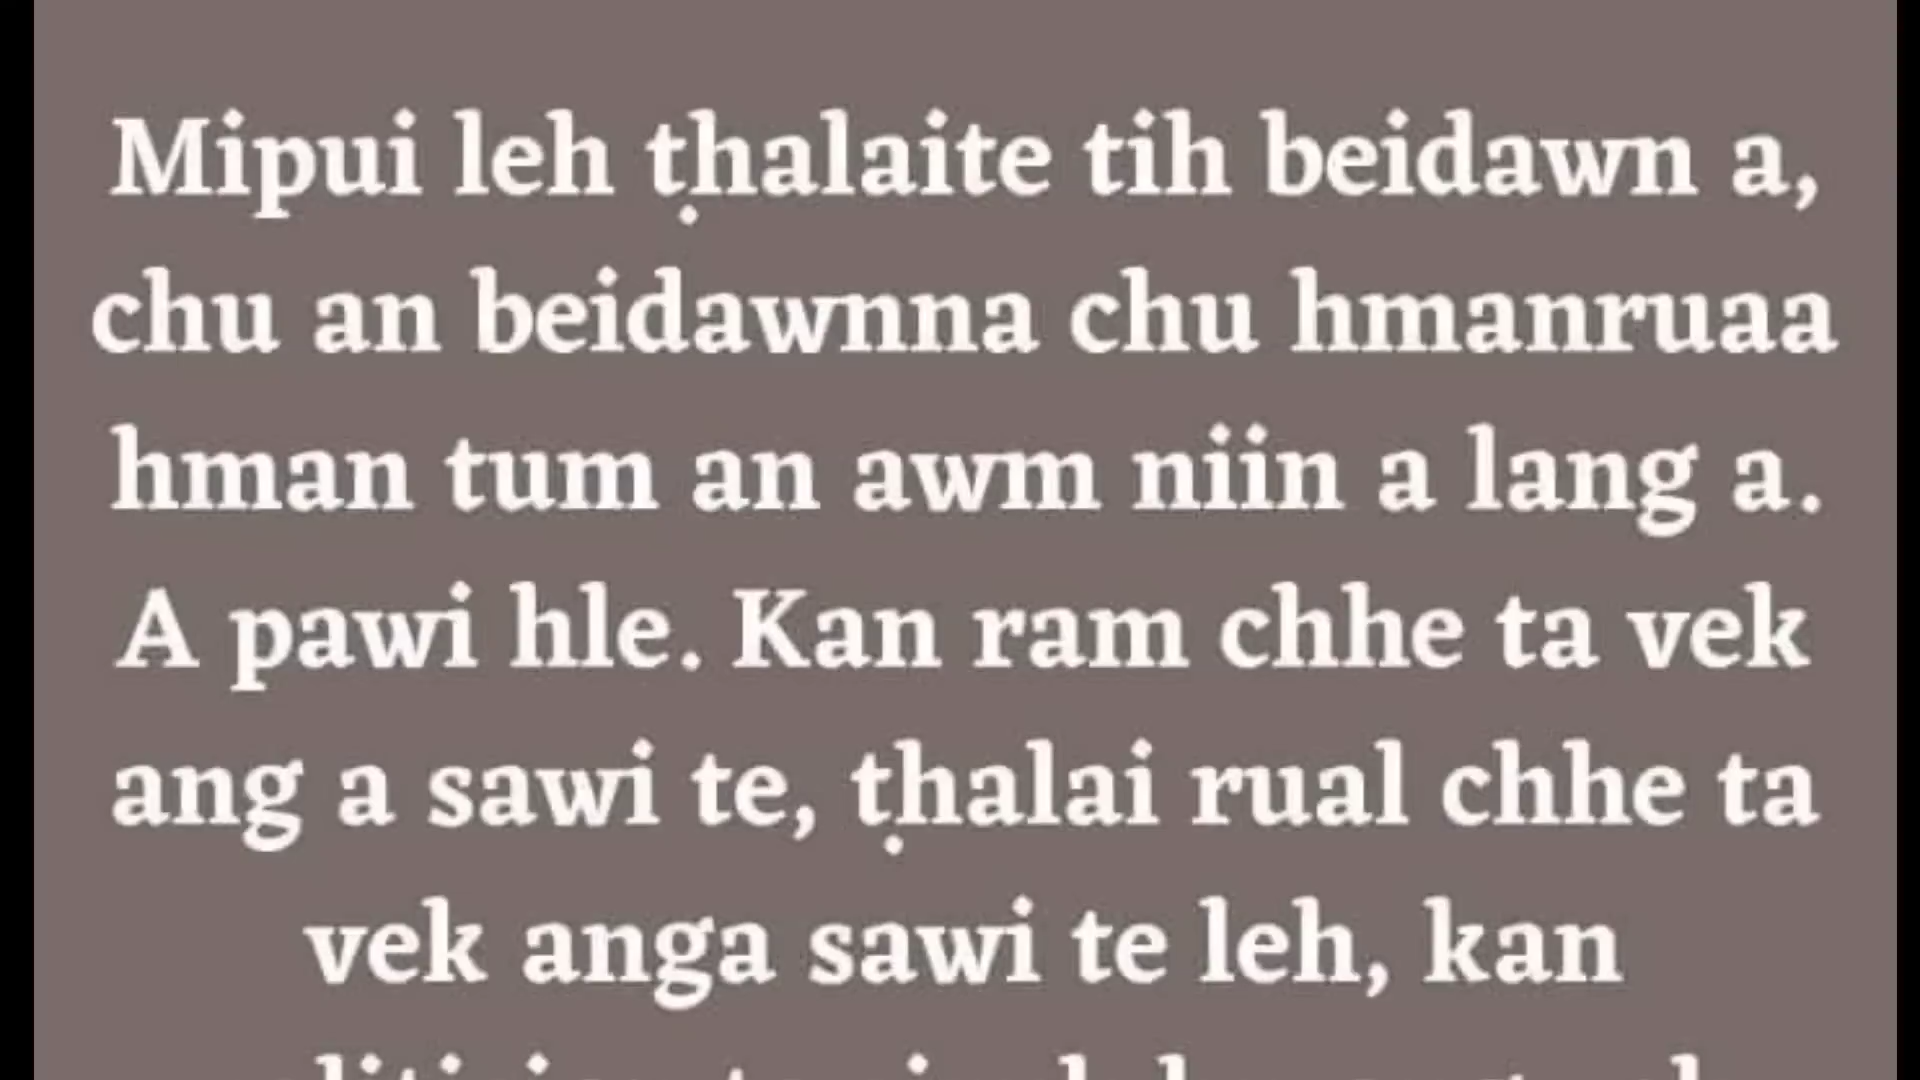 Mipui leh ṭhalaite tih beidawn a,
chu an beidawnna chu hmanruaa
hman tum an awm niin a lang a.
A pawi hle. Kan ram chhe ta vek
ang a sawi te, ṭhalai rual chhe ta
vek anga sawi te leh, kan